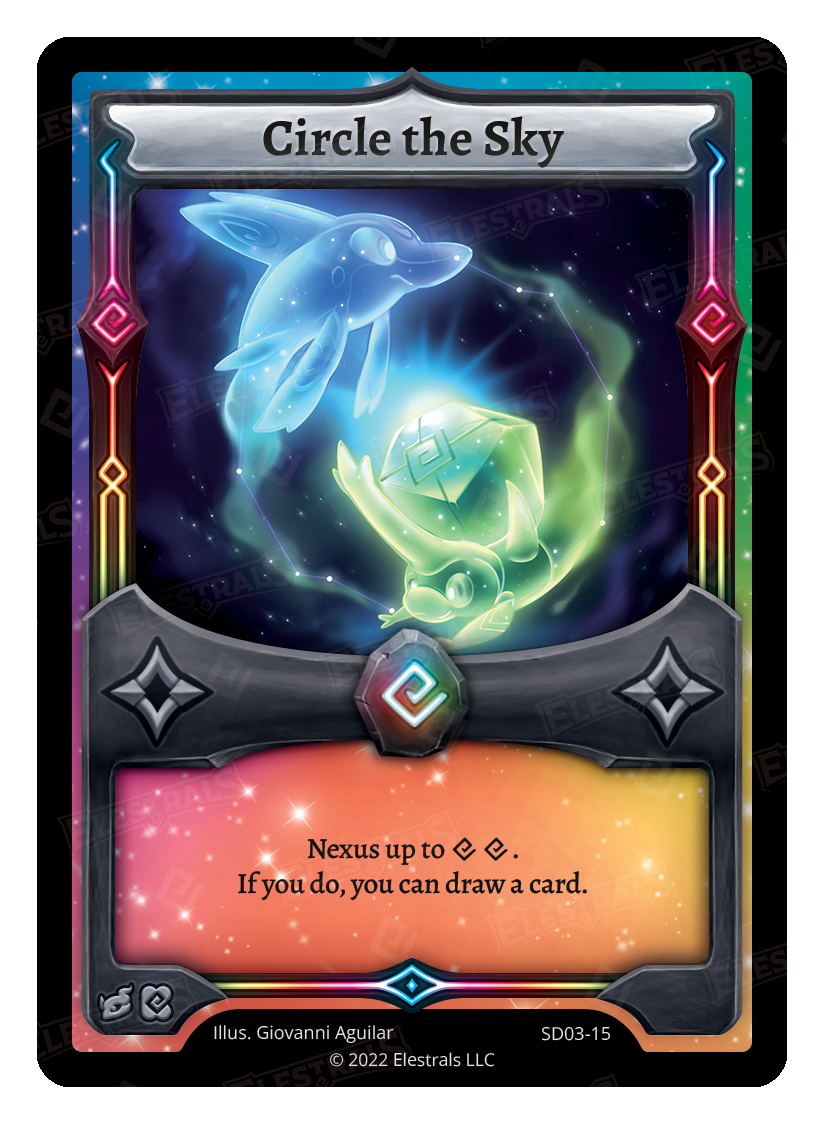 Circle the Sky
Nexus up to .
If you do, you can draw a card.
Illus. Giovanni Aguilar
SD03-15
© 2022 Elestrals LLC
ELESTRALS